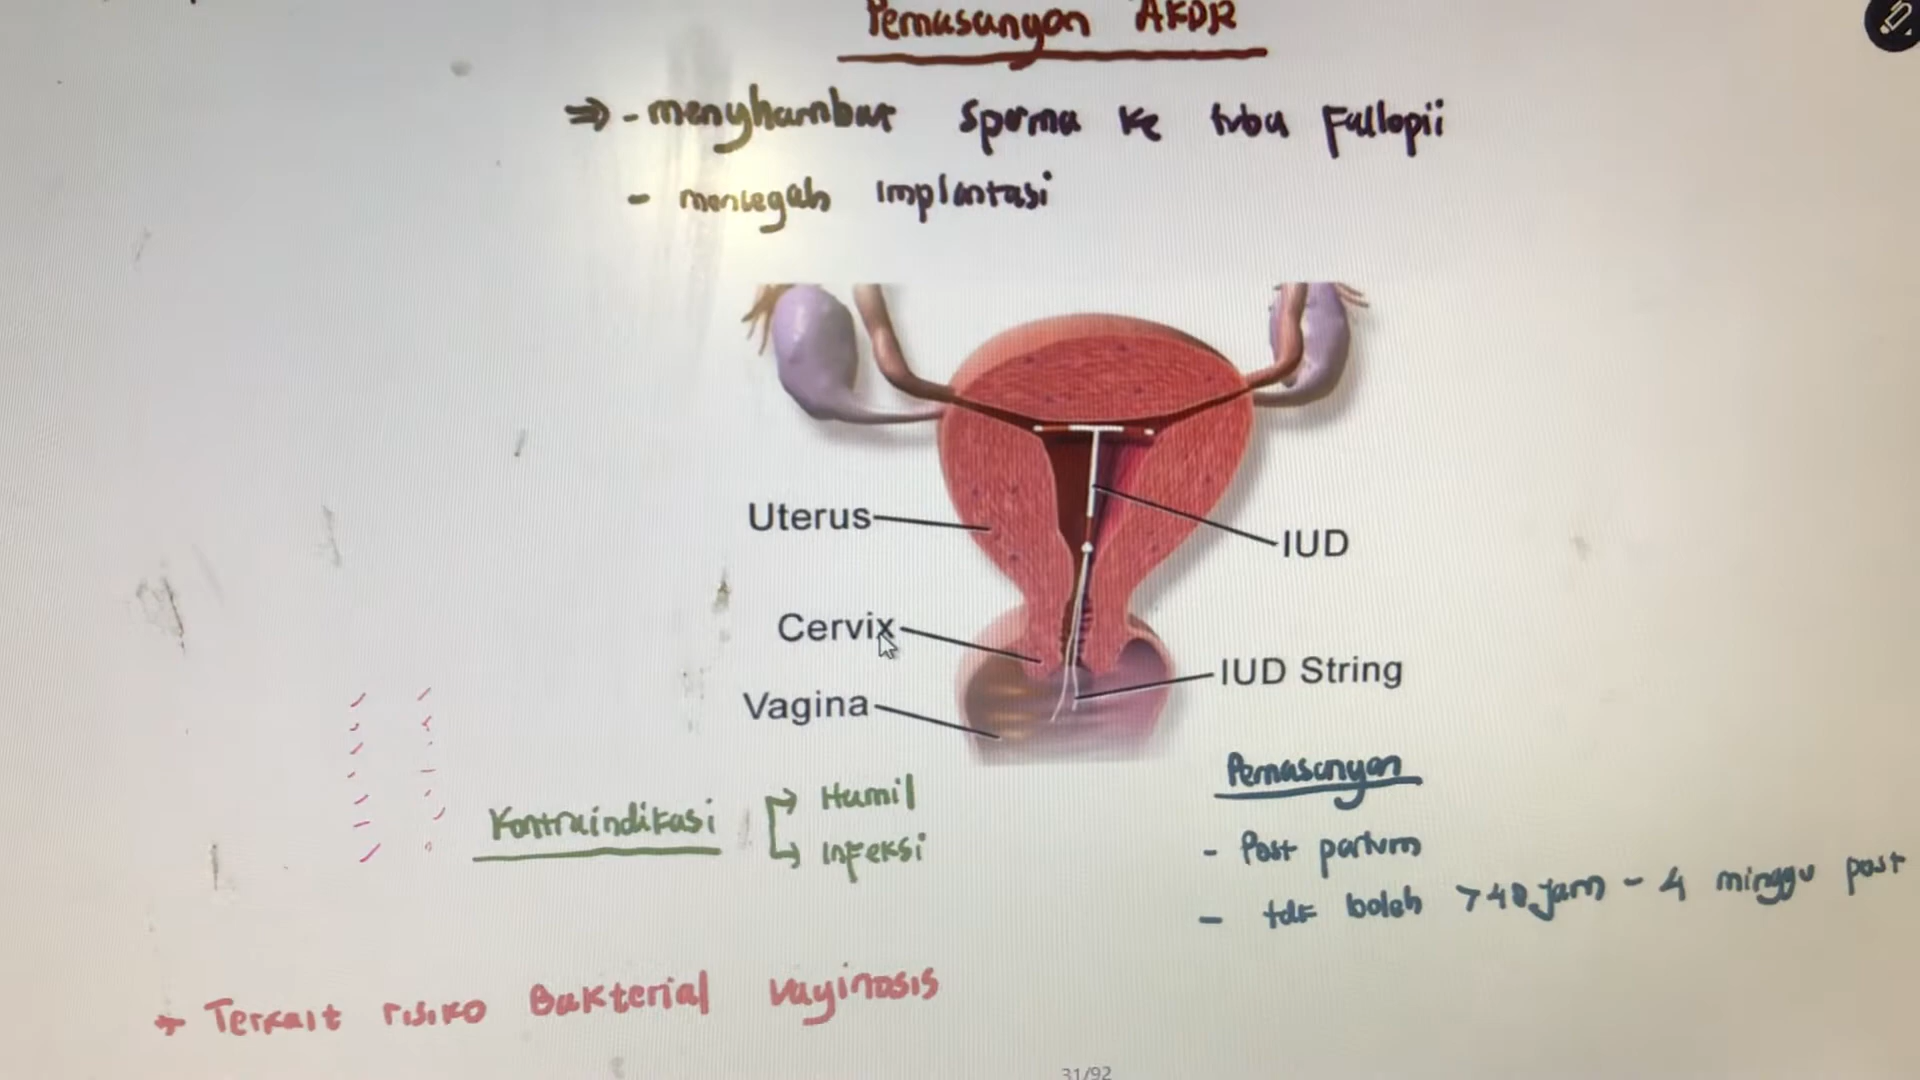 Pemasangan AKDR
⇒ - menghambat sperma ke tuba Fallopii
- mencegah implantasi
Uterus
IUD
Cervix
IUD String
Vagina
Pemasangan
Kontraindikasi
Hamil
Infeksi
- Post partum
- tdk boleh >48 jam - 4 minggu post
→ Terkait risiko Bakterial vaginosis
31/92